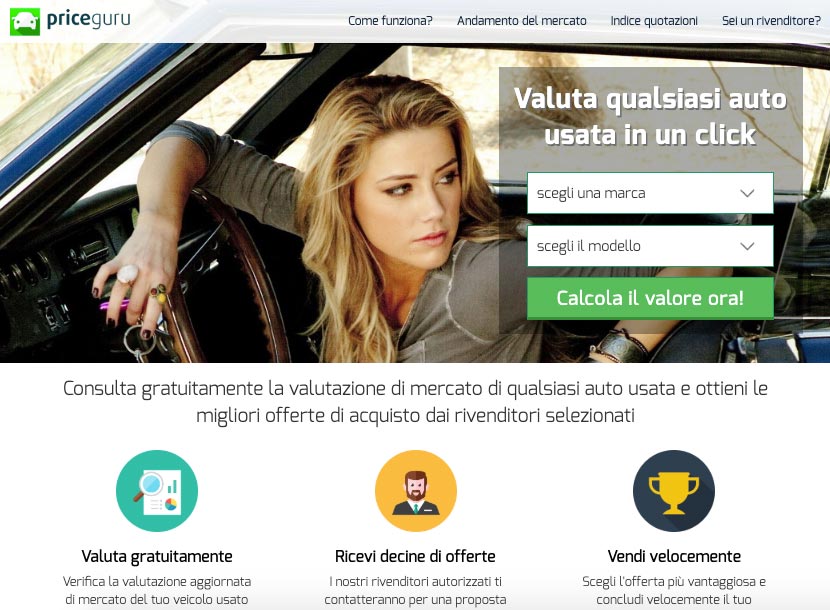 priceguru
Come funziona?
Andamento del mercato
Indice quotazioni
Sei un rivenditore?
Valuta qualsiasi auto
usata in un click
scegli una marca
scegli il modello
Calcola il valore ora!
Consulta gratuitamente la valutazione di mercato di qualsiasi auto usata e ottieni le
migliori offerte di acquisto dai rivenditori selezionati
Valuta gratuitamente
Verifica la valutazione aggiornata
di mercato del tuo veicolo usato
Ricevi decine di offerte
I nostri rivenditori autorizzati ti
contatteranno per una proposta
Vendi velocemente
Scegli l'offerta più vantaggiosa e
concludi velocemente il tuo